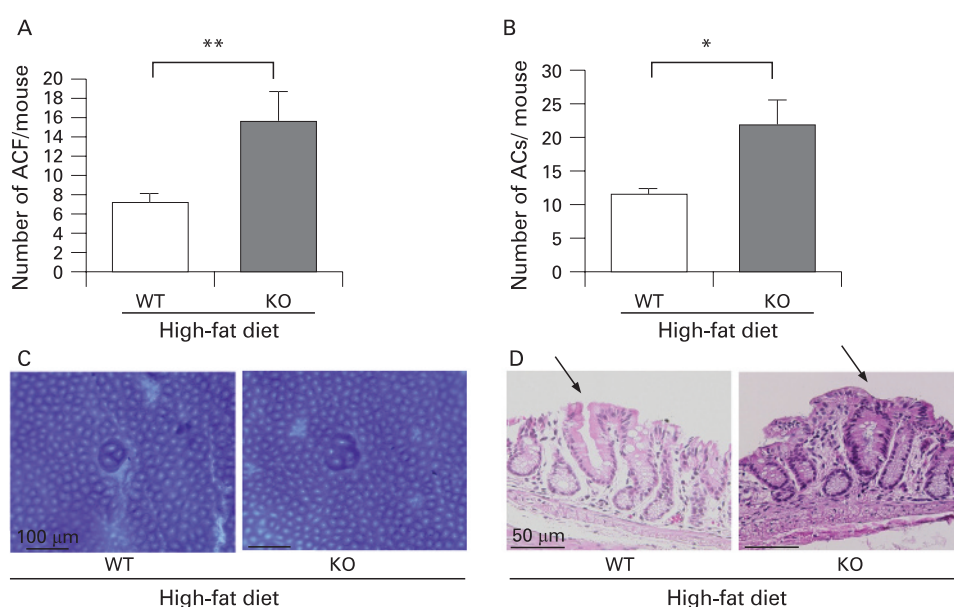 A
**
Number of ACF/mouse
20
18
16
14
12
10
8
6
4
2
0
WT
KO
High-fat diet
B
*
Number of ACs/ mouse
30
25
20
15
10
5
0
WT
KO
High-fat diet
C
100 μm
WT
KO
High-fat diet
D
50 μm
WT
KO
High-fat diet